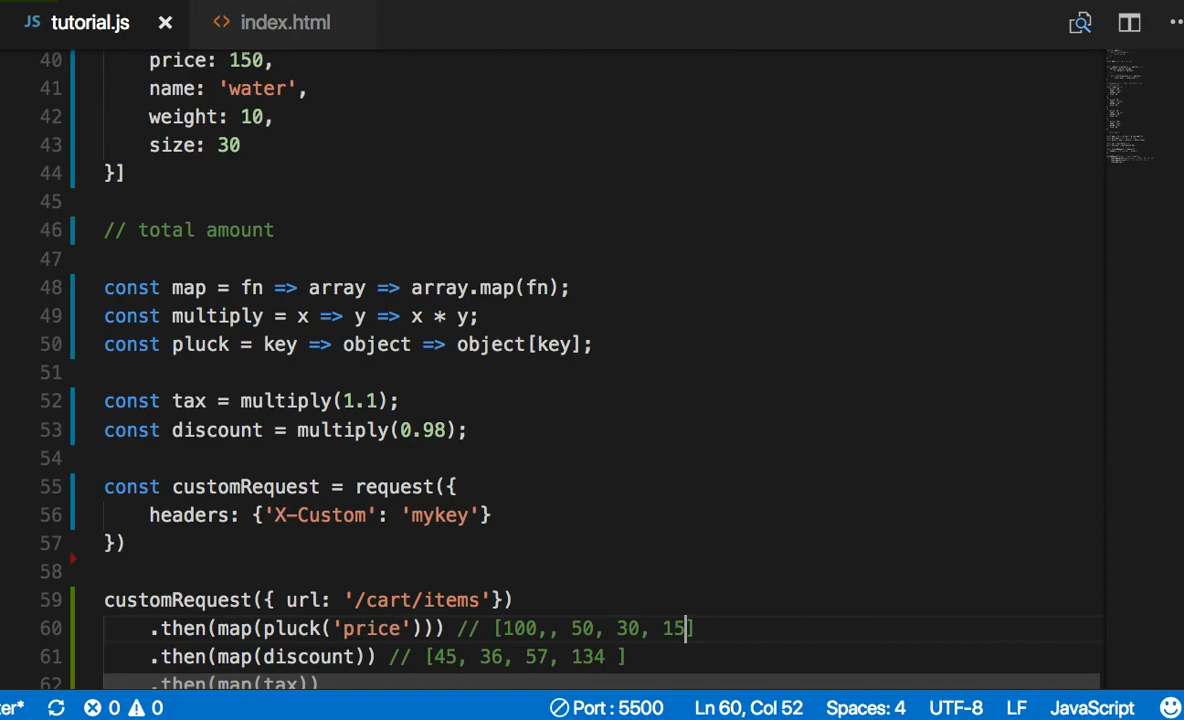 JS tutorial.js × <> index.html
40 price: 150,
41 name: 'water',
42 weight: 10,
43 size: 30
44 }]
45
46 // total amount
47
48 const map = fn => array => array.map(fn);
49 const multiply = x => y => x * y;
50 const pluck = key => object => object[key];
51
52 const tax = multiply(1.1);
53 const discount = multiply(0.98);
54
55 const customRequest = request({
56 headers: {'X-Custom': 'mykey'}
57 })
58
59 customRequest({ url: '/cart/items'})
60 .then(map(pluck('price'))) // [100,, 50, 30, 15]
61 .then(map(discount)) // [45, 36, 57, 134 ]
62 .then(map(tax))
ter* 0 0 Port : 5500 Ln 60, Col 52 Spaces: 4 UTF-8 LF JavaScript